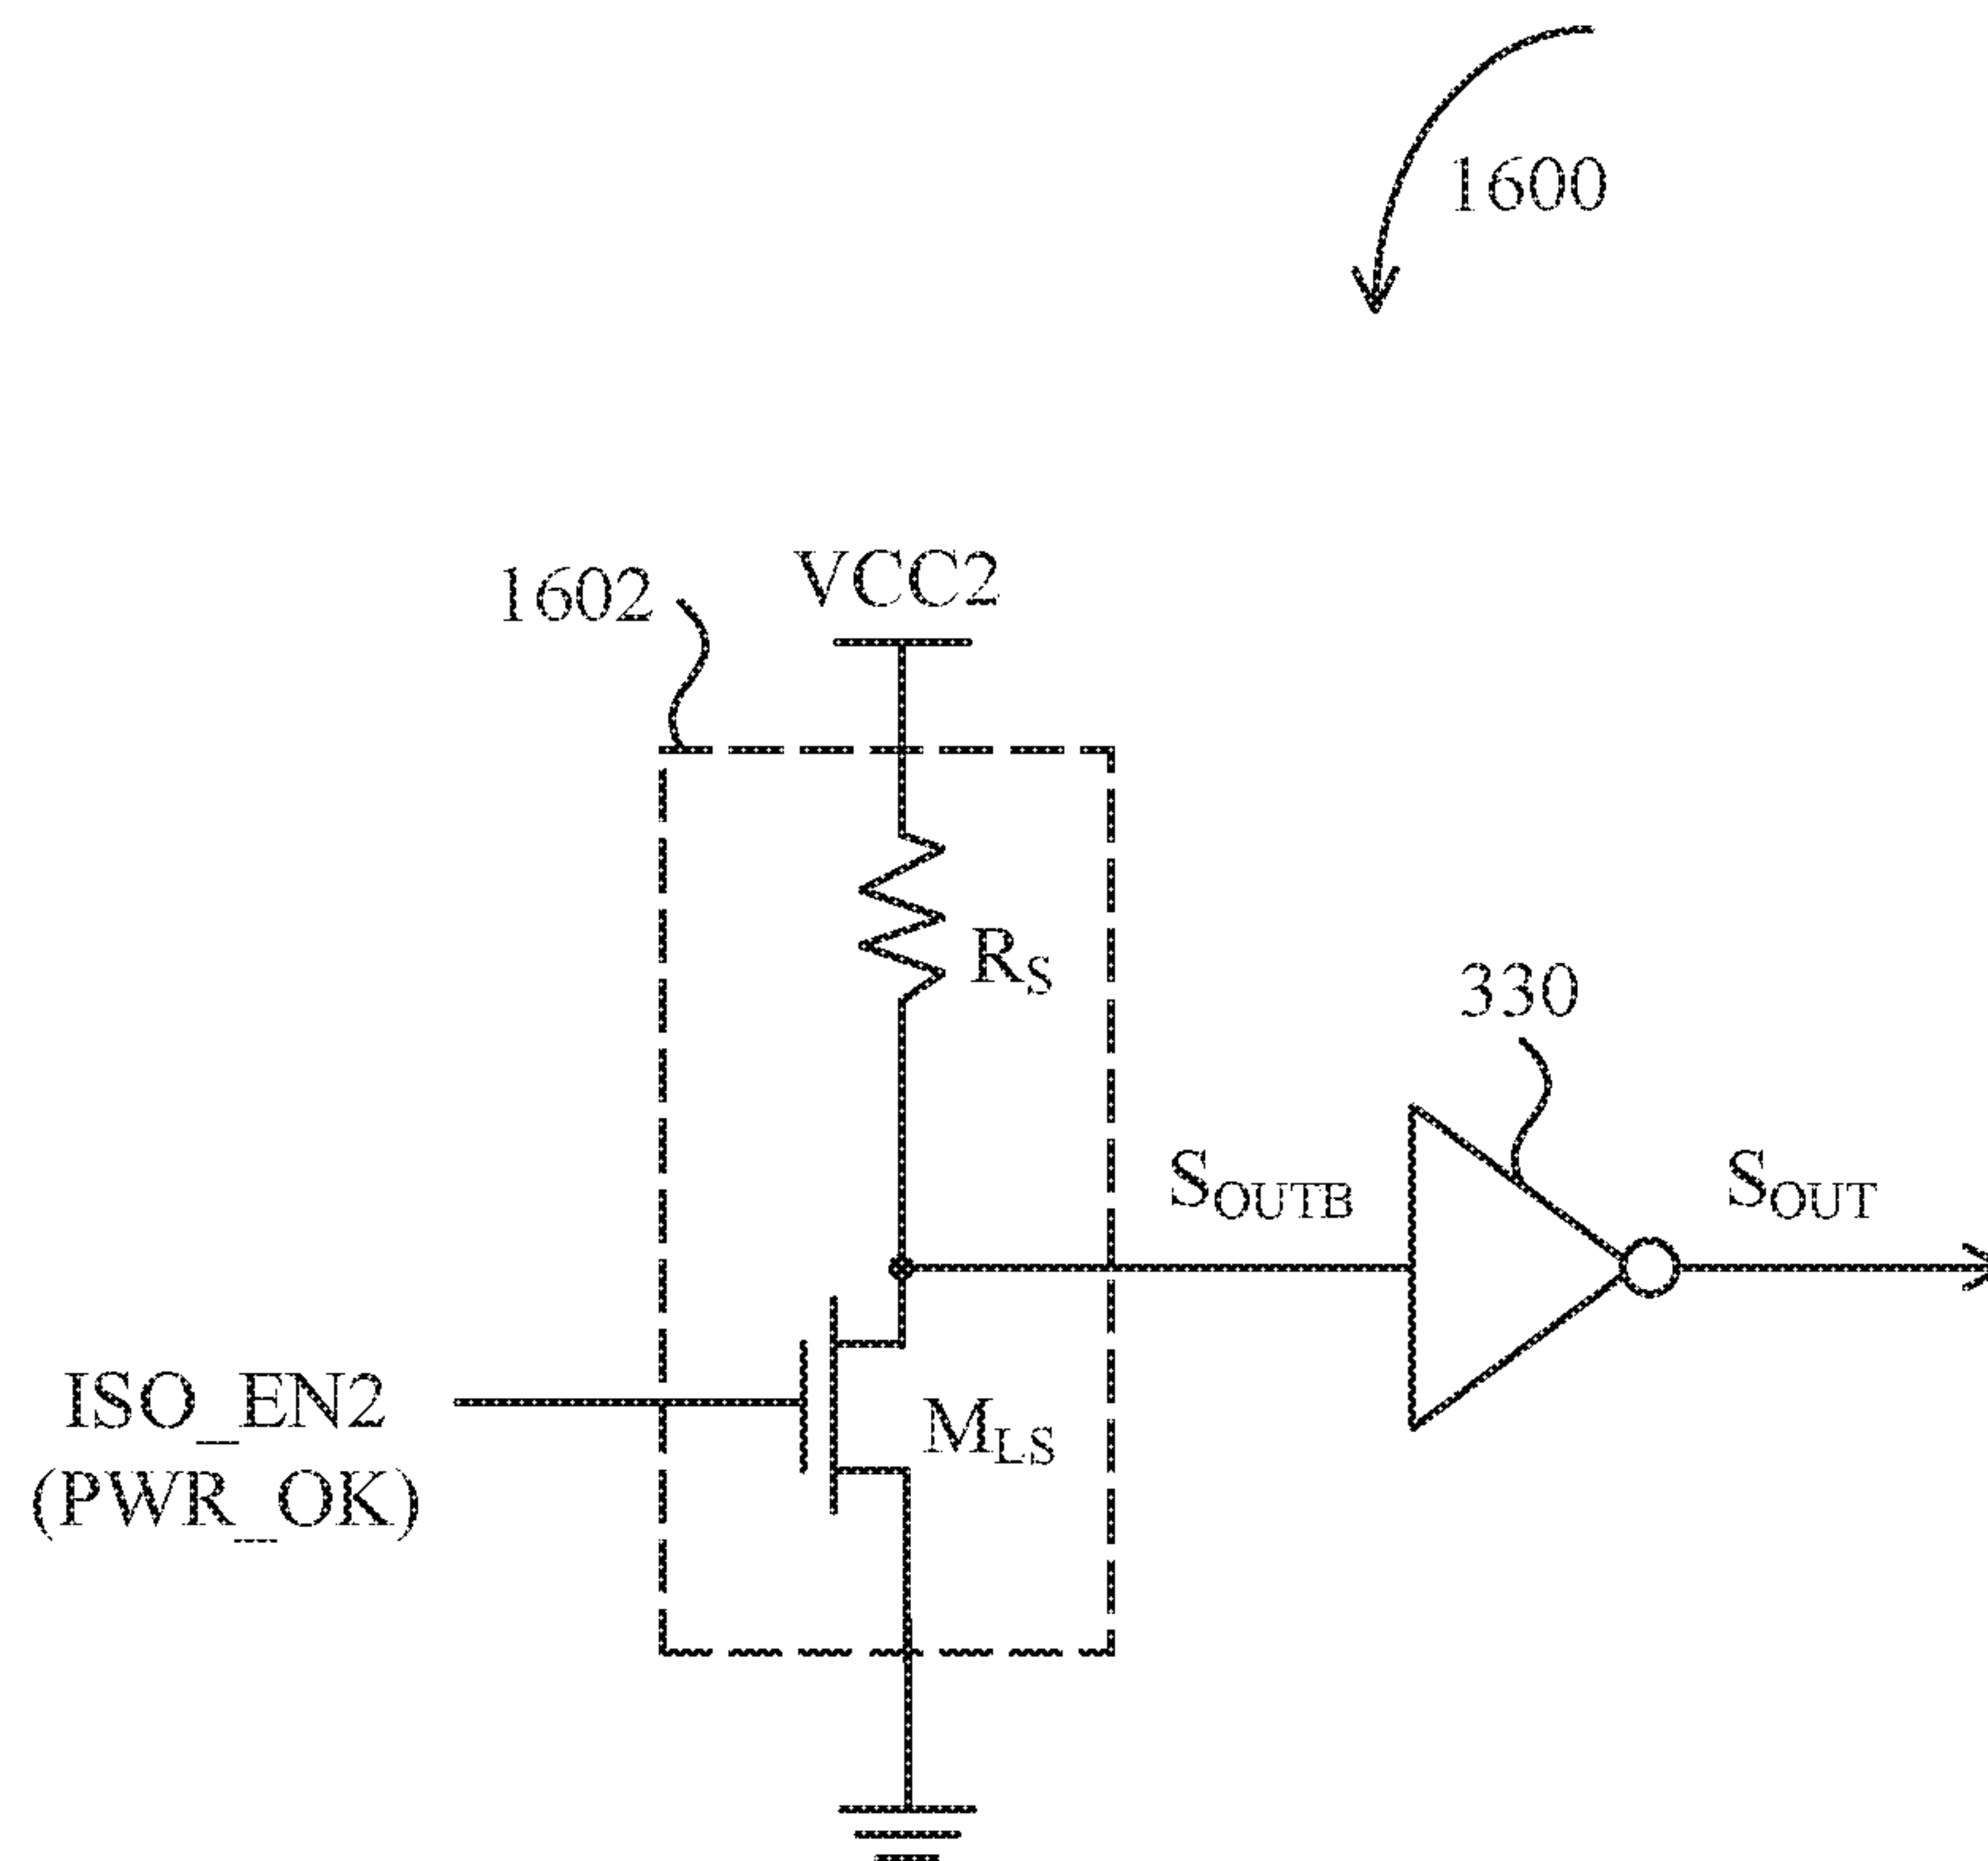 1600
1602
VCC2
RS
330
SOUTB
SOUT
ISO_EN2
(PWR_OK)
MLS